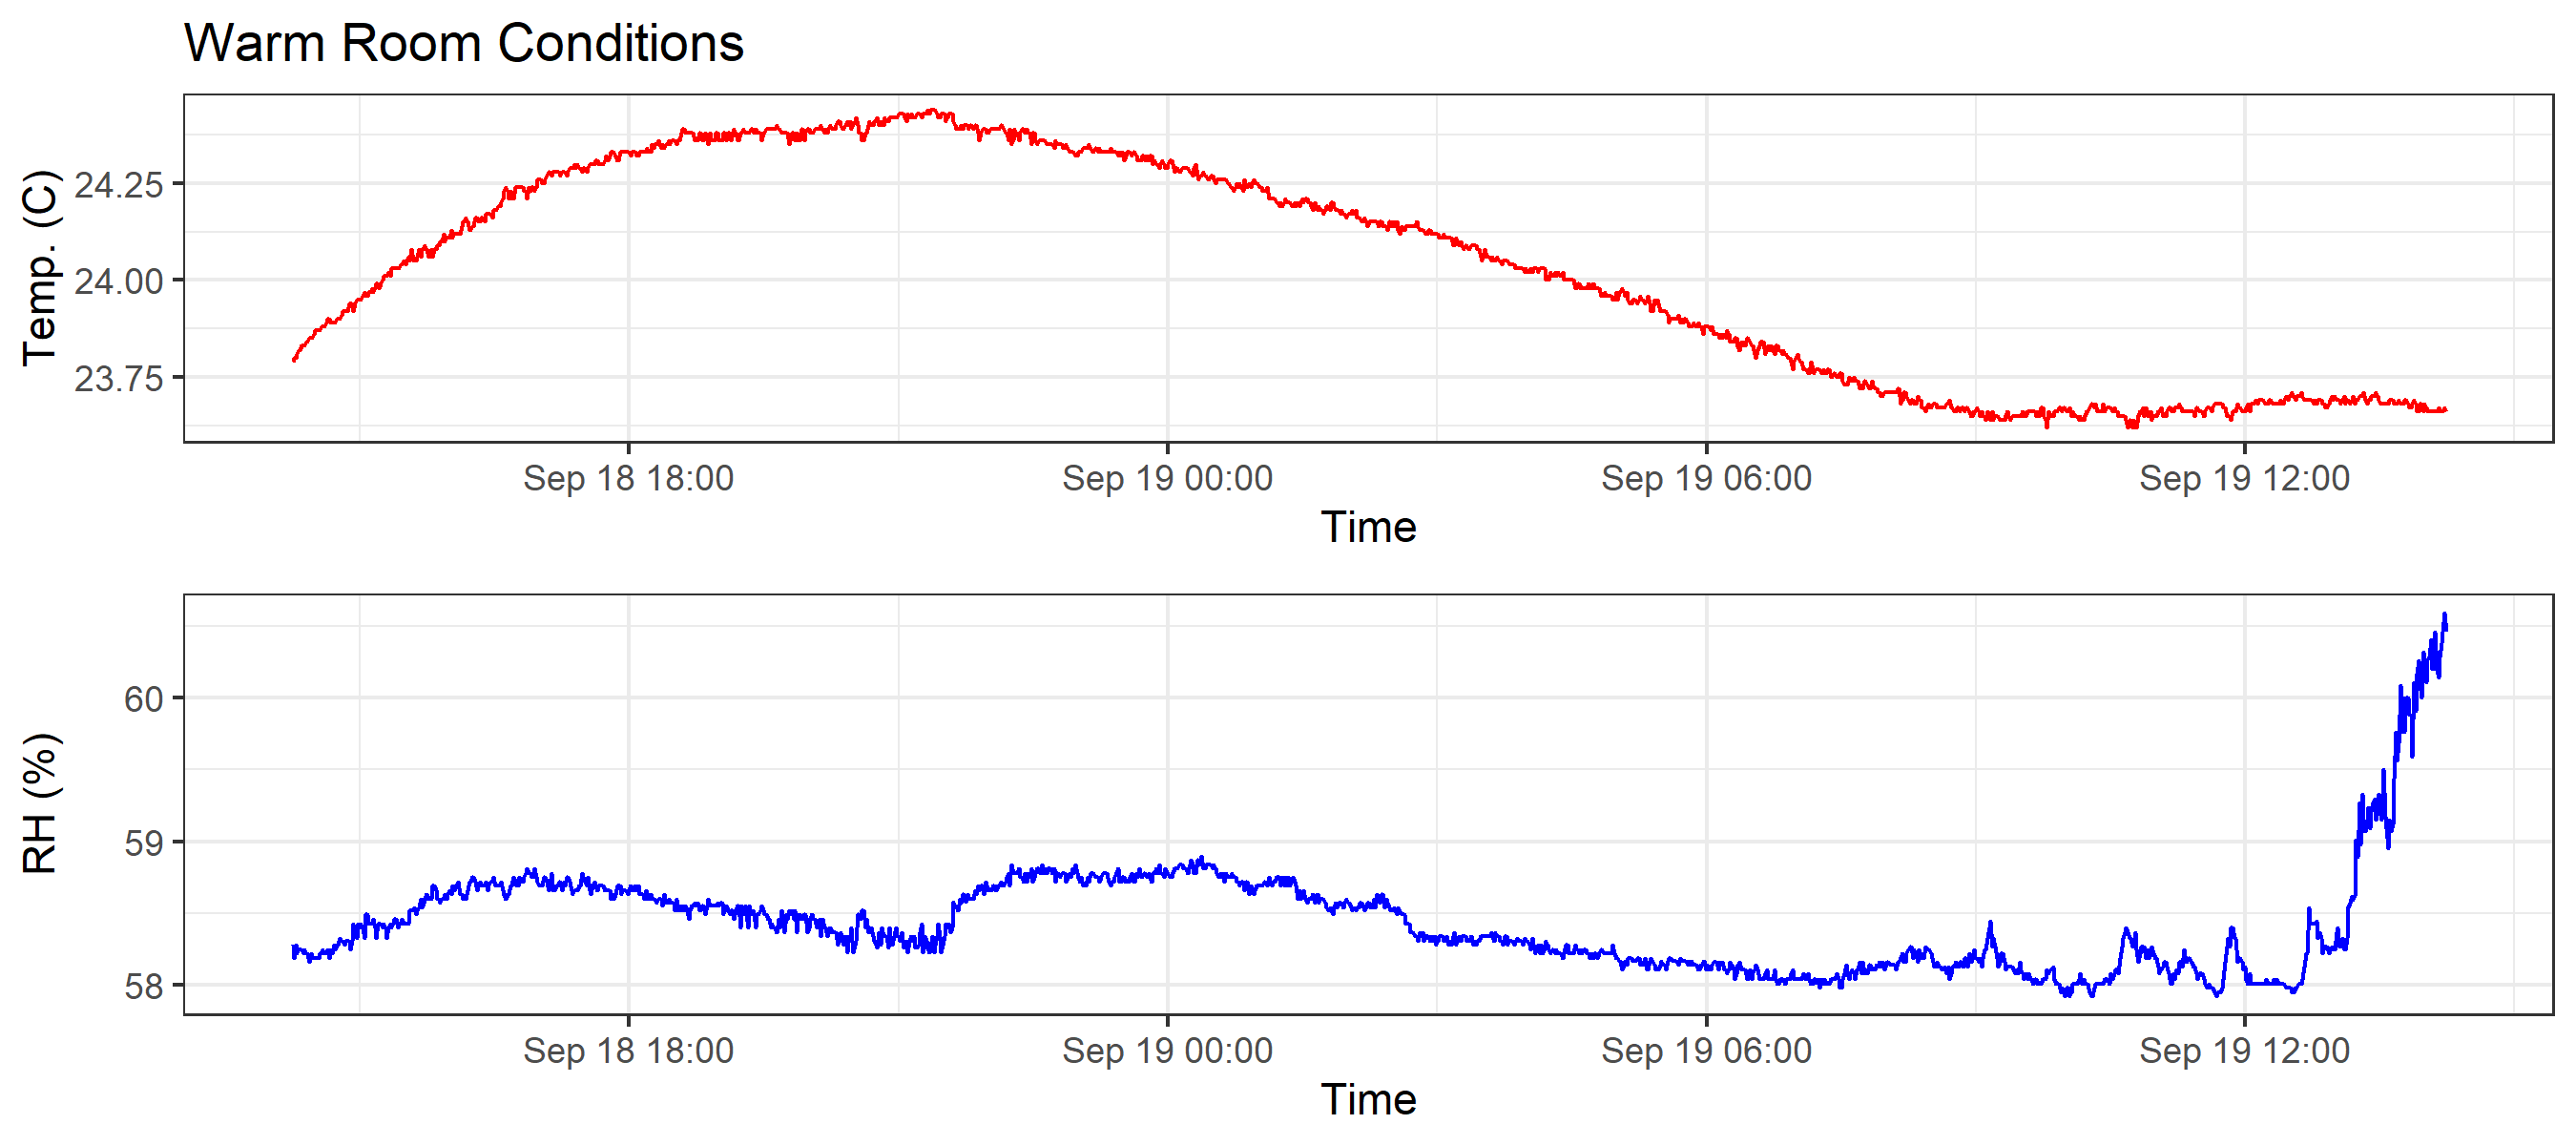 Warm Room Conditions
Temp. (C)
24.25
24.00
23.75
Sep 18 18:00
Sep 19 00:00
Sep 19 06:00
Sep 19 12:00
Time
RH (%)
60
59
58
Sep 18 18:00
Sep 19 00:00
Sep 19 06:00
Sep 19 12:00
Time